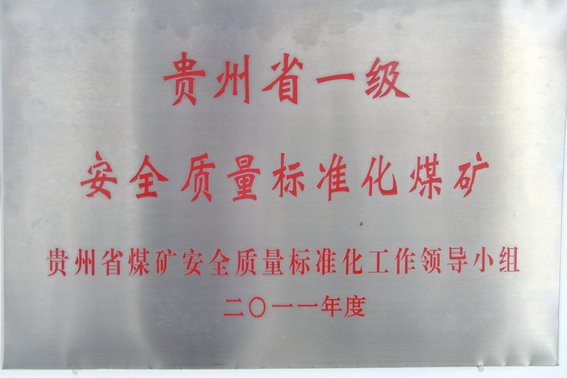 贵州省一级
安全质量标准化煤矿
贵州省煤矿安全质量标准化工作领导小组
二〇一一年度